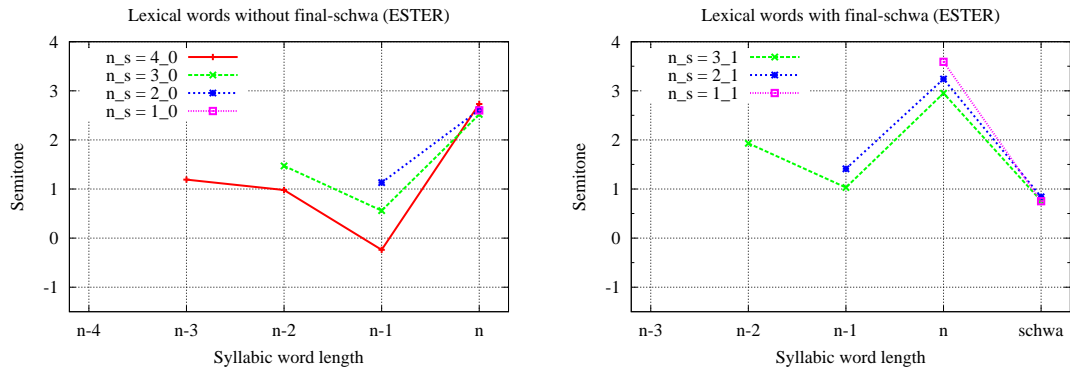 Lexical words without final-schwa (ESTER)
4
3
2
1
0
-1
Semitone
n_s = 4_0
n_s = 3_0
n_s = 2_0
n_s = 1_0
n-4 n-3 n-2 n-1 n
Syllabic word length
Lexical words with final-schwa (ESTER)
4
3
2
1
0
-1
Semitone
n_s = 3_1
n_s = 2_1
n_s = 1_1
n-3 n-2 n-1 n schwa
Syllabic word length